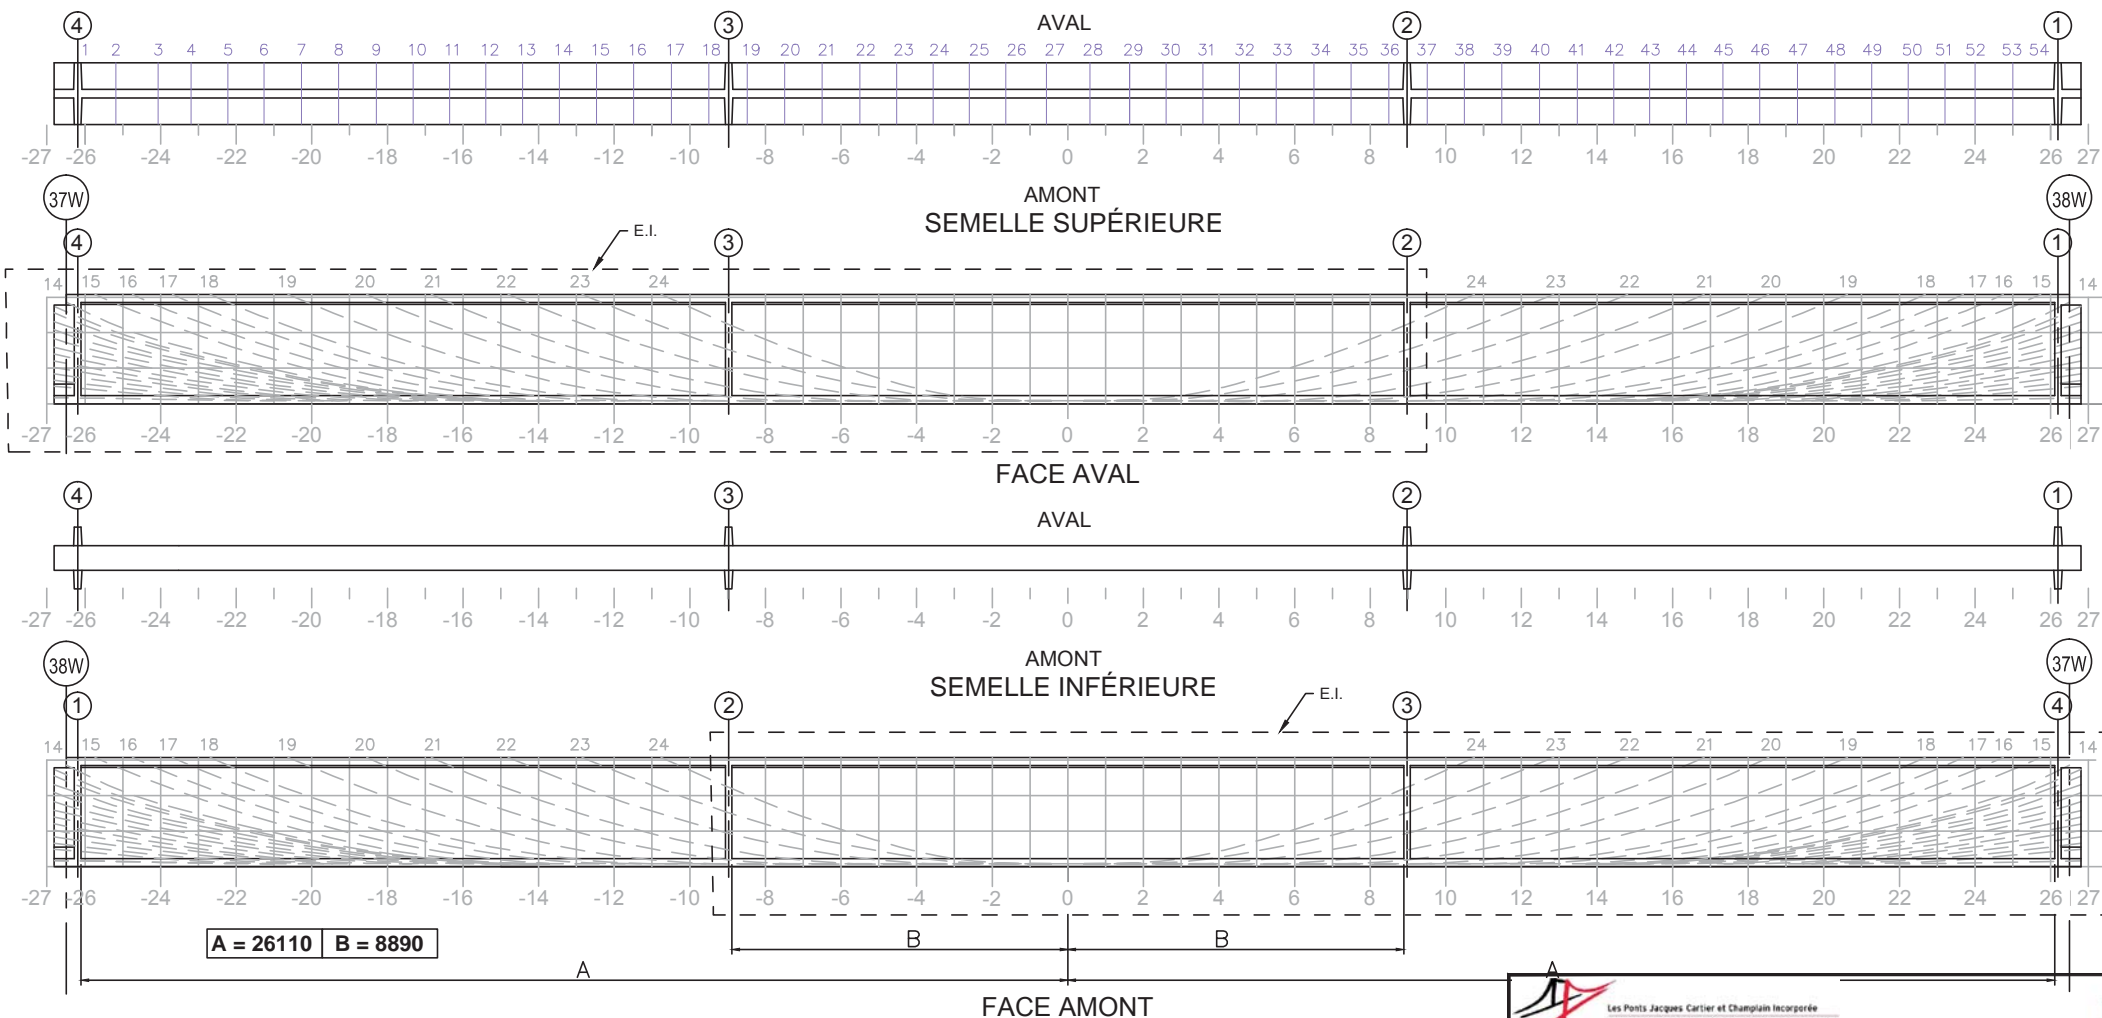 4 3 AVAL 2 1
1 2 3 4 5 6 7 8 9 10 11 12 13 14 15 16 17 18 19 20 21 22 23 24 25 26 27 28 29 30 31 32 33 34 35 36 37 38 39 40 41 42 43 44 45 46 47 48 49 50 51 52 53 54
-27 -26 -24 -22 -20 -18 -16 -14 -12 -10 -8 -6 -4 -2 0 2 4 6 8 10 12 14 16 18 20 22 24 26 27
37W AMONT 38W
SEMELLE SUPÉRIEURE
E.I.
4 3 2 1
14 15 16 17 18 19 20 21 22 23 24 24 23 22 21 20 19 18 17 16 15 14
-27 -26 -24 -22 -20 -18 -16 -14 -12 -10 -8 -6 -4 -2 0 2 4 6 8 10 12 14 16 18 20 22 24 26 27
FACE AVAL
4 3 2 1
AVAL
-27 -26 -24 -22 -20 -18 -16 -14 -12 -10 -8 -6 -4 -2 0 2 4 6 8 10 12 14 16 18 20 22 24 26 27
38W AMONT 37W
SEMELLE INFÉRIEURE
E.I.
1 2 3 4
14 15 16 17 18 19 20 21 22 23 24 24 23 22 21 20 19 18 17 16 15 14
-27 -26 -24 -22 -20 -18 -16 -14 -12 -10 -8 -6 -4 -2 0 2 4 6 8 10 12 14 16 18 20 22 24 26 27
A = 26110 B = 8890
B B
A A
FACE AMONT
Les Ponts Jacques Cartier et Champlain Incorporée